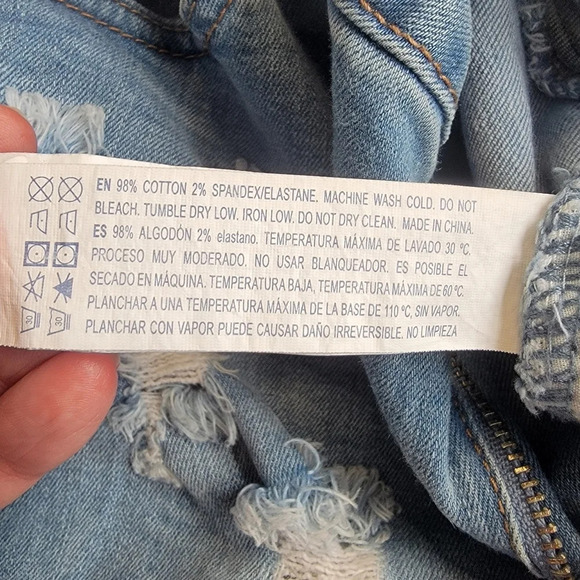 EN 98% COTTON 2% SPANDEX/ELASTANE. MACHINE WASH COLD. DO NOT
BLEACH. TUMBLE DRY LOW. IRON LOW. DO NOT DRY CLEAN. MADE IN CHINA.
ES 98% ALGODÓN 2% elastano. TEMPERATURA MÁXIMA DE LAVADO 30 ºC.
PROCESO MUY MODERADO. NO USAR BLANQUEADOR. ES POSIBLE EL
SECADO EN MÁQUINA. TEMPERATURA BAJA, TEMPERATURA MÁXIMA DE 60 ºC.
PLANCHAR A UNA TEMPERATURA MÁXIMA DE LA BASE DE 110 ºC, SIN VAPOR.
PLANCHAR CON VAPOR PUEDE CAUSAR DAÑO IRREVERSIBLE. NO LIMPIEZA